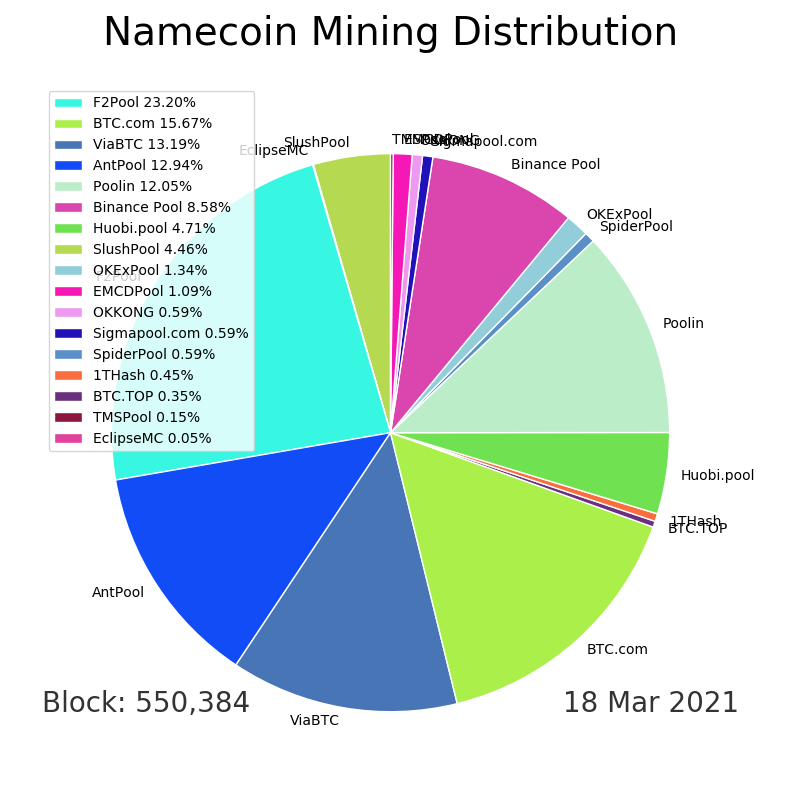 Namecoin Mining Distribution
F2Pool 23.20%
BTC.com 15.67%
ViaBTC 13.19%
AntPool 12.94%
Poolin 12.05%
Binance Pool 8.58%
Huobi.pool 4.71%
SlushPool 4.46%
OKExPool 1.34%
EMCDPool 1.09%
OKKONG 0.59%
Sigmapool.com 0.59%
SpiderPool 0.59%
1THash 0.45%
BTC.TOP 0.35%
TMSPool 0.15%
EclipseMC 0.05%
SlushPool
EclipseMC
F2Pool
AntPool
ViaBTC
BTC.com
BTC.TOP
1THash
Huobi.pool
Poolin
SpiderPool
OKExPool
Binance Pool
Sigmapool.com
Block: 550,384
18 Mar 2021